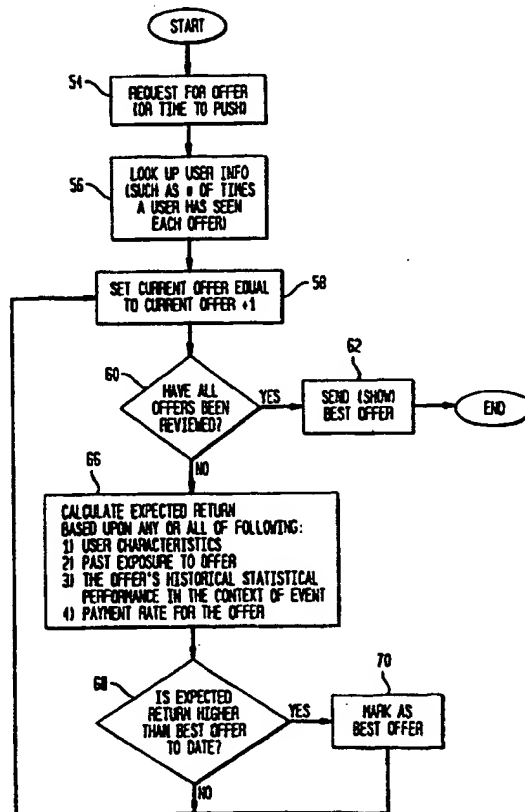 START
54
REQUEST FOR OFFER
(OR TIME TO PUSH)
56
LOOK UP USER INFO
(SUCH AS # OF TIMES
A USER HAS SEEN
EACH OFFER)
58
SET CURRENT OFFER EQUAL
TO CURRENT OFFER +1
60
HAVE ALL
OFFERS BEEN
REVIEWED?
YES
62
SEND (SHOW)
BEST OFFER
END
NO
66
CALCULATE EXPECTED RETURN
BASED UPON ANY OR ALL OF FOLLOWING:
1) USER CHARACTERISTICS
2) PAST EXPOSURE TO OFFER
3) THE OFFER'S HISTORICAL STATISTICAL
PERFORMANCE IN THE CONTEXT OF EVENT
4) PAYMENT RATE FOR THE OFFER
68
IS EXPECTED
RETURN HIGHER
THAN BEST OFFER
TO DATE?
YES
70
MARK AS
BEST OFFER
NO